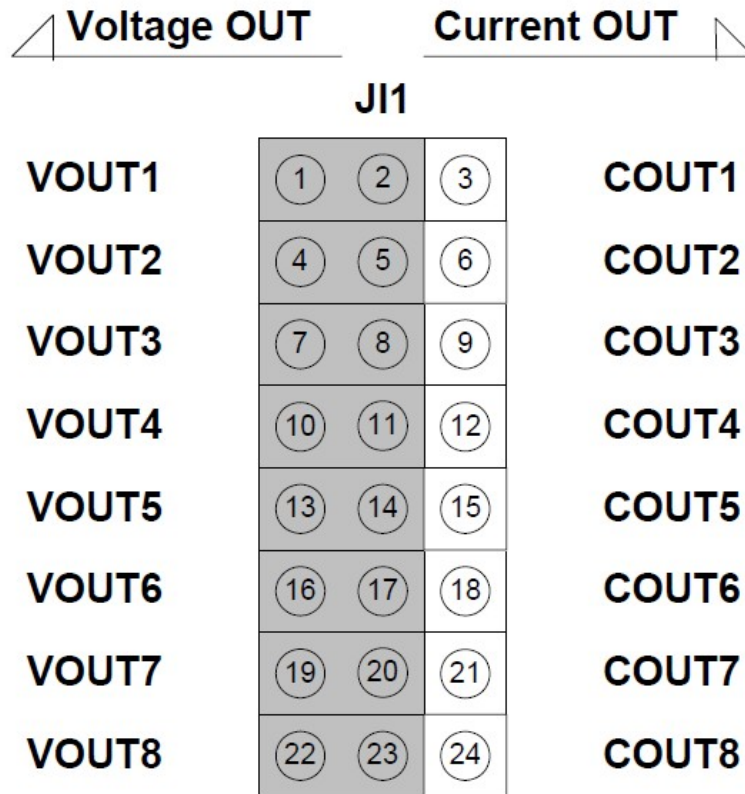 Voltage OUT Current OUT
JI1
VOUT1 1 2 3 COUT1
VOUT2 4 5 6 COUT2
VOUT3 7 8 9 COUT3
VOUT4 10 11 12 COUT4
VOUT5 13 14 15 COUT5
VOUT6 16 17 18 COUT6
VOUT7 19 20 21 COUT7
VOUT8 22 23 24 COUT8